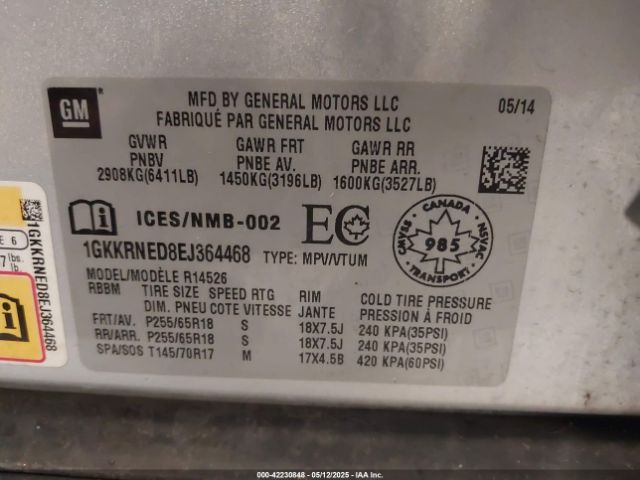 GM
MFD BY GENERAL MOTORS LLC
FABRIQUÉ PAR GENERAL MOTORS LLC
05/14
GVWR GAWR FRT GAWR RR
PNBV PNBE AV. PNBE ARR.
2908KG(6411LB) 1450KG(3196LB) 1600KG(3527LB)
ICES/NMB-002 EC
CANADA
CMVSS 985 NSVAC
TRANSPORT
1GKKRNED8EJ364468 TYPE: MPV/VTUM
MODEL/MODÈLE R14526
RBBM TIRE SIZE SPEED RTG RIM COLD TIRE PRESSURE
DIM. PNEU COTE VITESSE JANTE PRESSION À FROID
FRT/AV. P255/65R18 S 18X7.5J 240 KPA(35PSI)
RR/ARR. P255/65R18 S 18X7.5J 240 KPA(35PSI)
SPA/SOS T145/70R17 M 17X4.5B 420 KPA(60PSI)
E 6
7 lbs.
lb.
1GKKRNED8EJ364468
000-42230848 - 05/12/2025 - IAA, Inc.